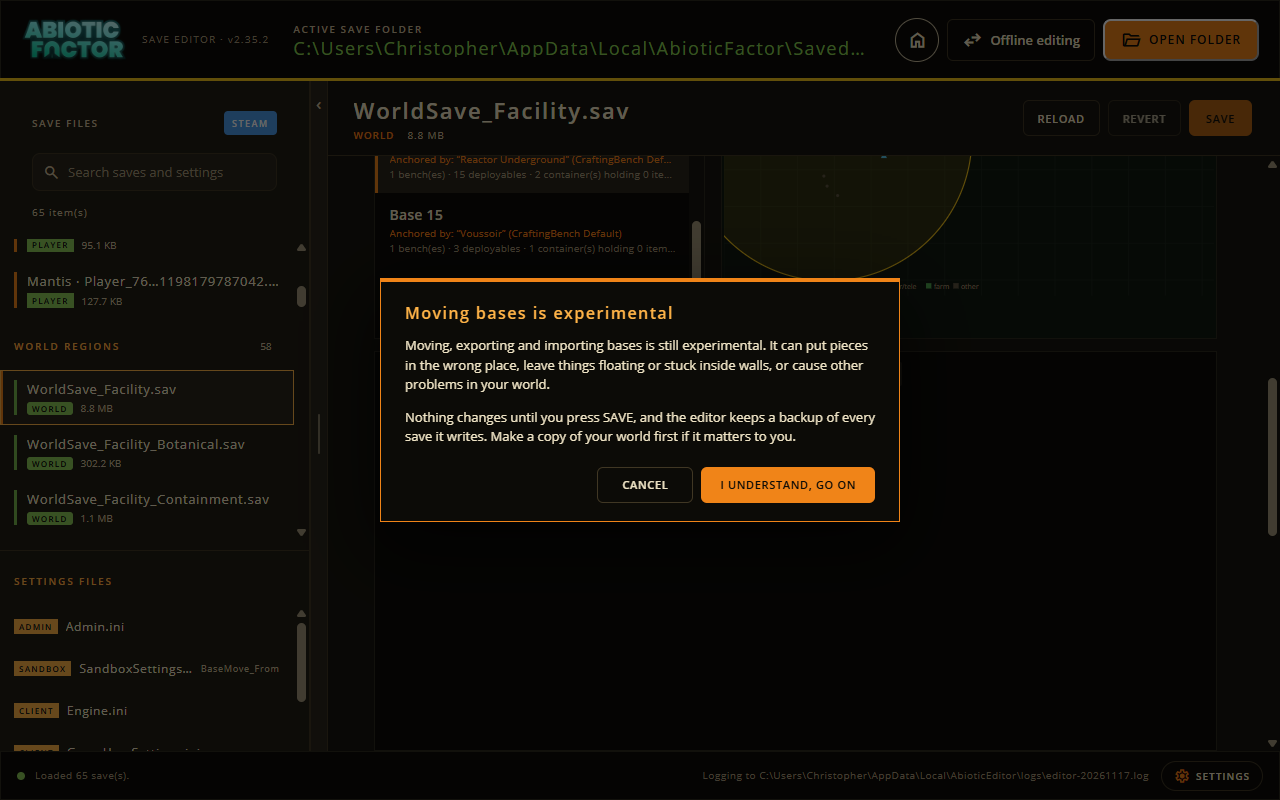 ABIOTIC
FACTOR
SAVE EDITOR · v2.35.2
ACTIVE SAVE FOLDER
C:\Users\Christopher\AppData\Local\AbioticFactor\Saved...
Offline editing
OPEN FOLDER
SAVE FILES
STEAM
Search saves and settings
65 item(s)
PLAYER 95.1 KB
Mantis · Player_76...1198179787042....
PLAYER 127.7 KB
WORLD REGIONS 58
WorldSave_Facility.sav
WORLD 8.8 MB
WorldSave_Facility_Botanical.sav
WORLD 302.2 KB
WorldSave_Facility_Containment.sav
WORLD 1.1 MB
SETTINGS FILES
ADMIN Admin.ini
SANDBOX SandboxSettings... BaseMove_From
CLIENT Engine.ini
WorldSave_Facility.sav
WORLD 8.8 MB
RELOAD
REVERT
SAVE
Anchored by: "Reactor Underground" (CraftingBench Def...
1 bench(es) · 15 deployables · 2 container(s) holding 0 ite...
Base 15
Anchored by: "Voussoir" (CraftingBench Default)
1 bench(es) · 3 deployables · 1 container(s) holding 0 item...
farm other
Moving bases is experimental
Moving, exporting and importing bases is still experimental. It can put pieces
in the wrong place, leave things floating or stuck inside walls, or cause other
problems in your world.
Nothing changes until you press SAVE, and the editor keeps a backup of every
save it writes. Make a copy of your world first if it matters to you.
CANCEL
I UNDERSTAND, GO ON
Loaded 65 save(s).
Logging to C:\Users\Christopher\AppData\Local\AbioticEditor\logs\editor-20261117.log
SETTINGS